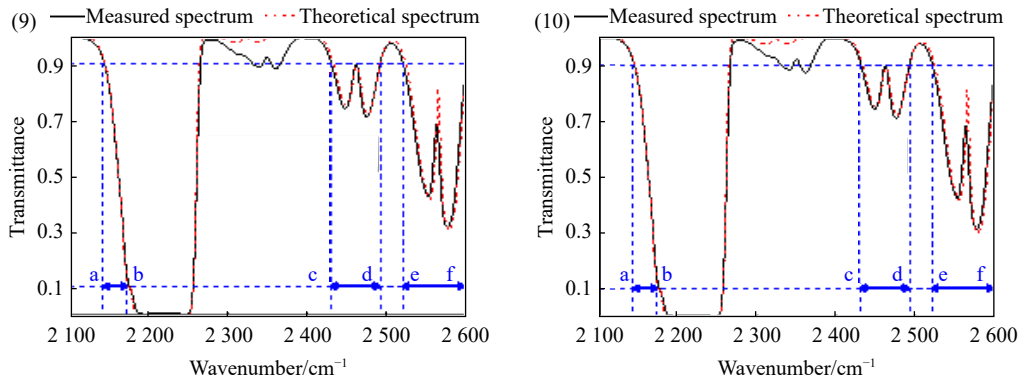 (9) Measured spectrum Theoretical spectrum
Transmittance
0.9
0.7
0.5
0.3
0.1
a b c d e f
2 100 2 200 2 300 2 400 2 500 2 600
Wavenumber/cm⁻¹
(10) Measured spectrum Theoretical spectrum
Transmittance
0.9
0.7
0.5
0.3
0.1
a b c d e f
2 100 2 200 2 300 2 400 2 500 2 600
Wavenumber/cm⁻¹